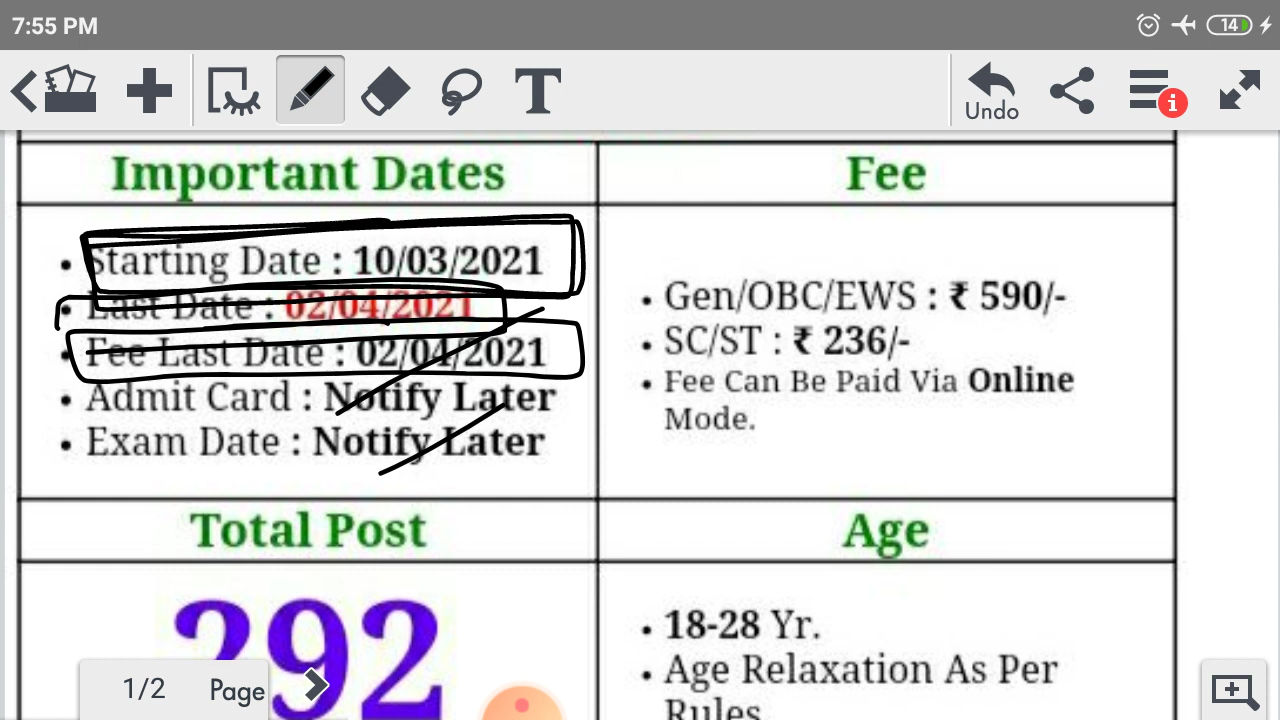 7:55 PM
14
Undo
Important Dates
Fee
Starting Date : 10/03/2021
Last Date : 02/04/2021
Fee Last Date : 02/04/2021
Admit Card : Notify Later
Exam Date : Notify Later
Gen/OBC/EWS : ₹ 590/-
SC/ST : ₹ 236/-
Fee Can Be Paid Via Online
Mode.
Total Post
Age
292
18-28 Yr.
Age Relaxation As Per
Rules
1/2 Page